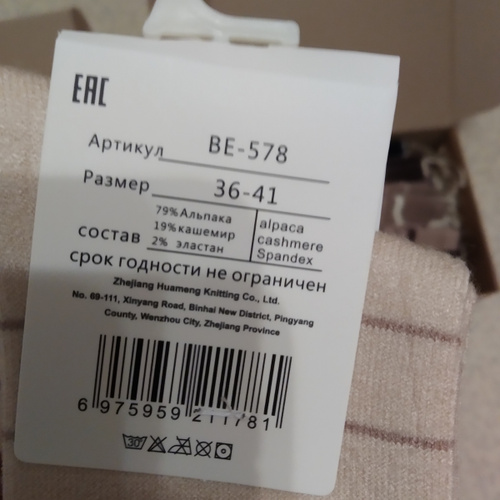 EAC
Артикул BE-578
Размер 36-41
состав 79%Альпака alpaca
19%кашемир cashmere
2% эластан Spandex
срок годности не ограничен
Zhejiang Huameng Knitting Co., Ltd.
No. 69-111, Xinyang Road, Binhai New District, Pingyang
County, Wenzhou City, Zhejiang Province
6 975959 211781
30